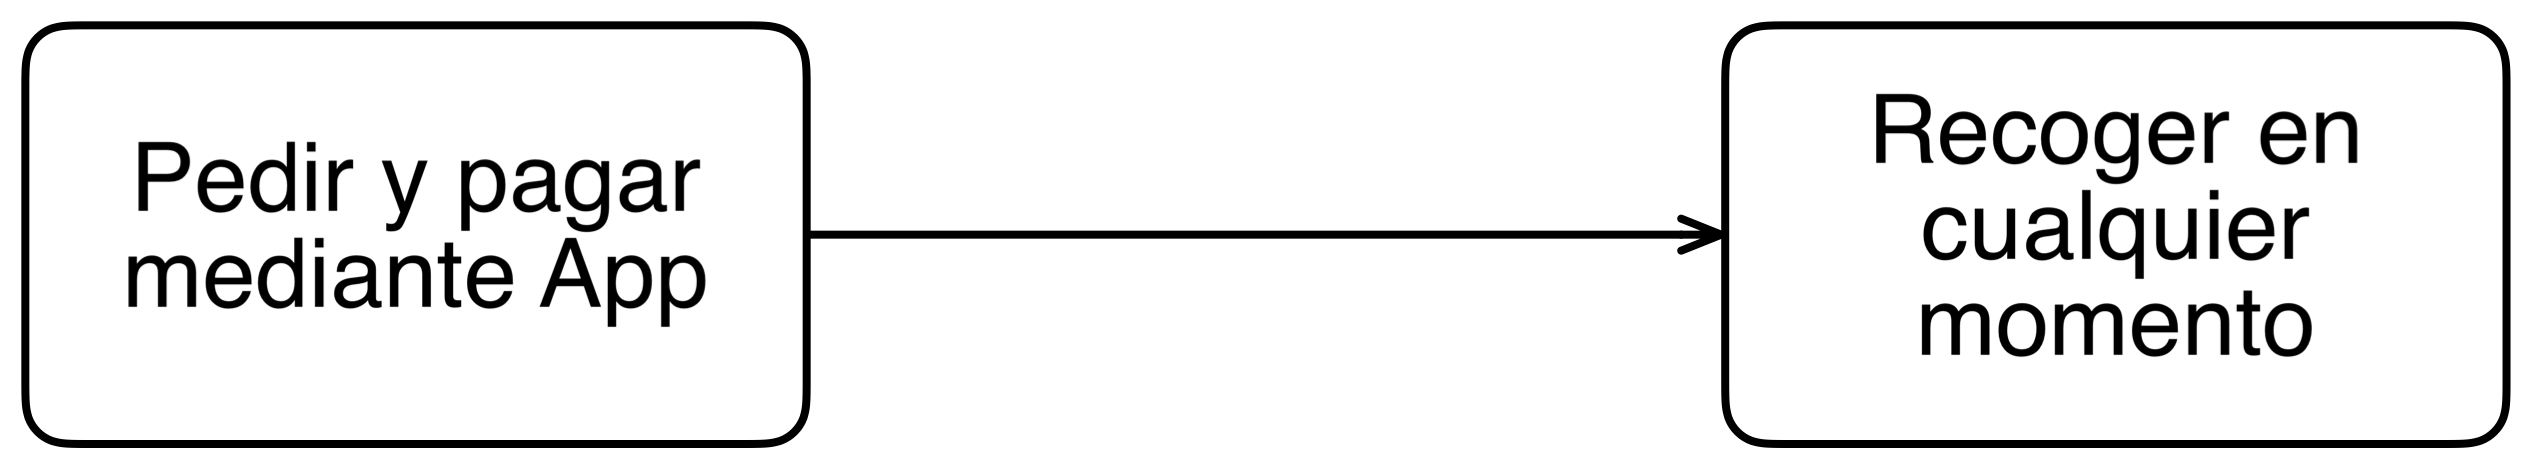 Pedir y pagar
mediante App
Recoger en
cualquier
momento